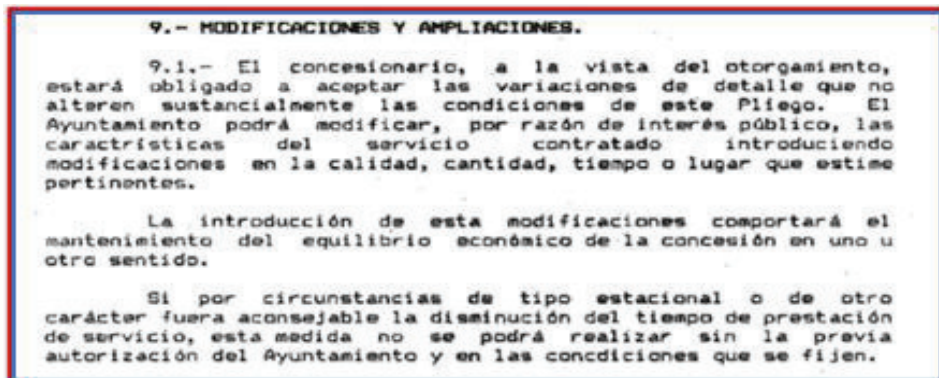 9.- MODIFICACIONES Y AMPLIACIONES.
9.1.- El concesionario, a la vista del otorgamiento,
estará obligado a aceptar las variaciones de detalle que no
alteren sustancialmente las condiciones de este Pliego. El
Ayuntamiento podrá modificar, por razón de interés público, las
caractrísticas del servicio contratado introduciendo
modificaciones en la calidad, cantidad, tiempo o lugar que estime
pertinentes.
La introducción de esta modificaciones comportará el
mantenimiento del equilibrio económico de la concesión en uno u
otro sentido.
Si por circunstancias de tipo estacional o de otro
carácter fuera aconsejable la disminución del tiempo de prestación
de servicio, esta medida no se podrá realizar sin la previa
autorización del Ayuntamiento y en las concdiciones que se fijen.